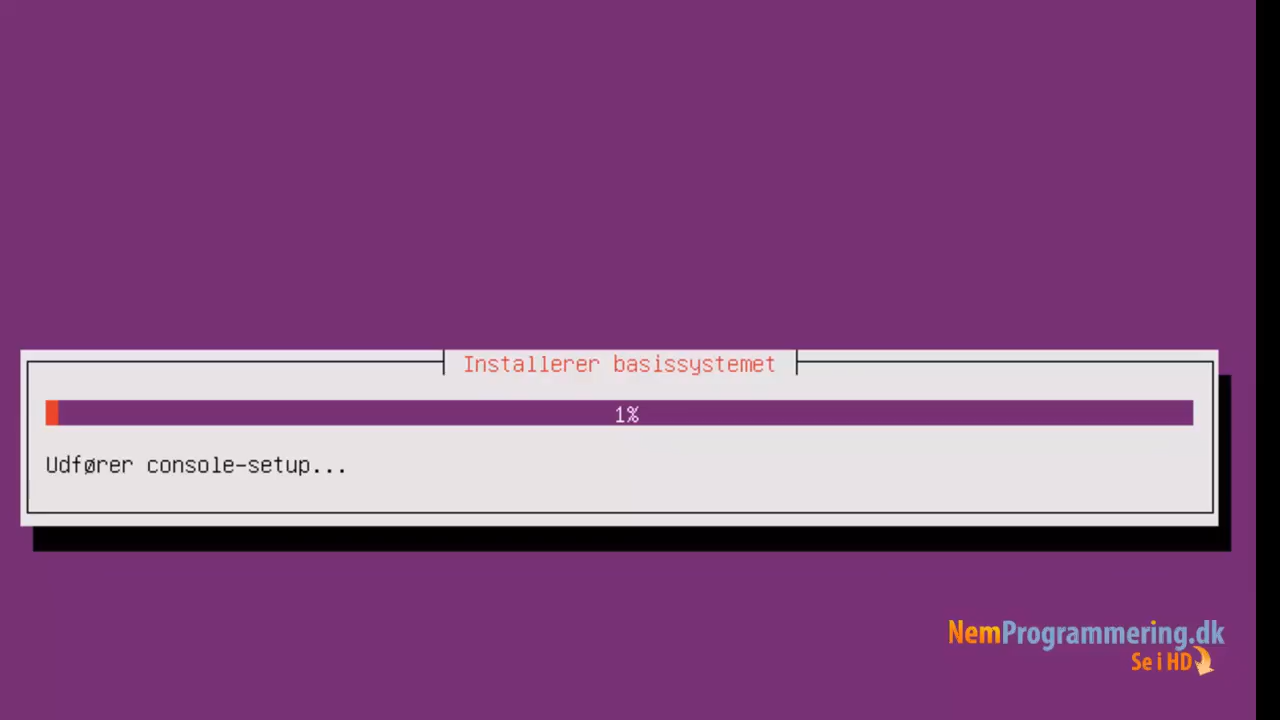 Installerer basissystemet
1%
Udfører console-setup...
NemProgrammering.dk
Se i HD